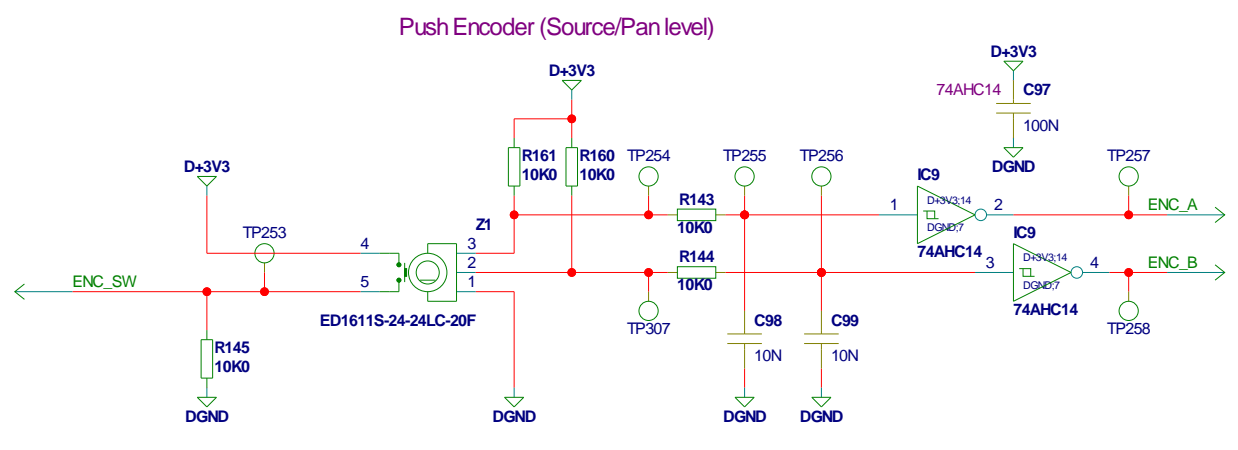 Push Encoder (Source/Pan level)
D+3V3
74AHC14 C97
100N
DGND
D+3V3
R161
10K0
R160
10K0
TP254
TP255
TP256
TP257
D+3V3
R143
10K0
IC9
D+3V3;14
DGND;7
1
2
74AHC14
ENC_A
TP253
Z1
4
3
2
1
5
ENC_SW
R144
10K0
IC9
D+3V3;14
DGND;7
3
4
74AHC14
ENC_B
ED1611S-24-24LC-20F
TP307
TP258
R145
10K0
C98
10N
C99
10N
DGND
DGND
DGND
DGND